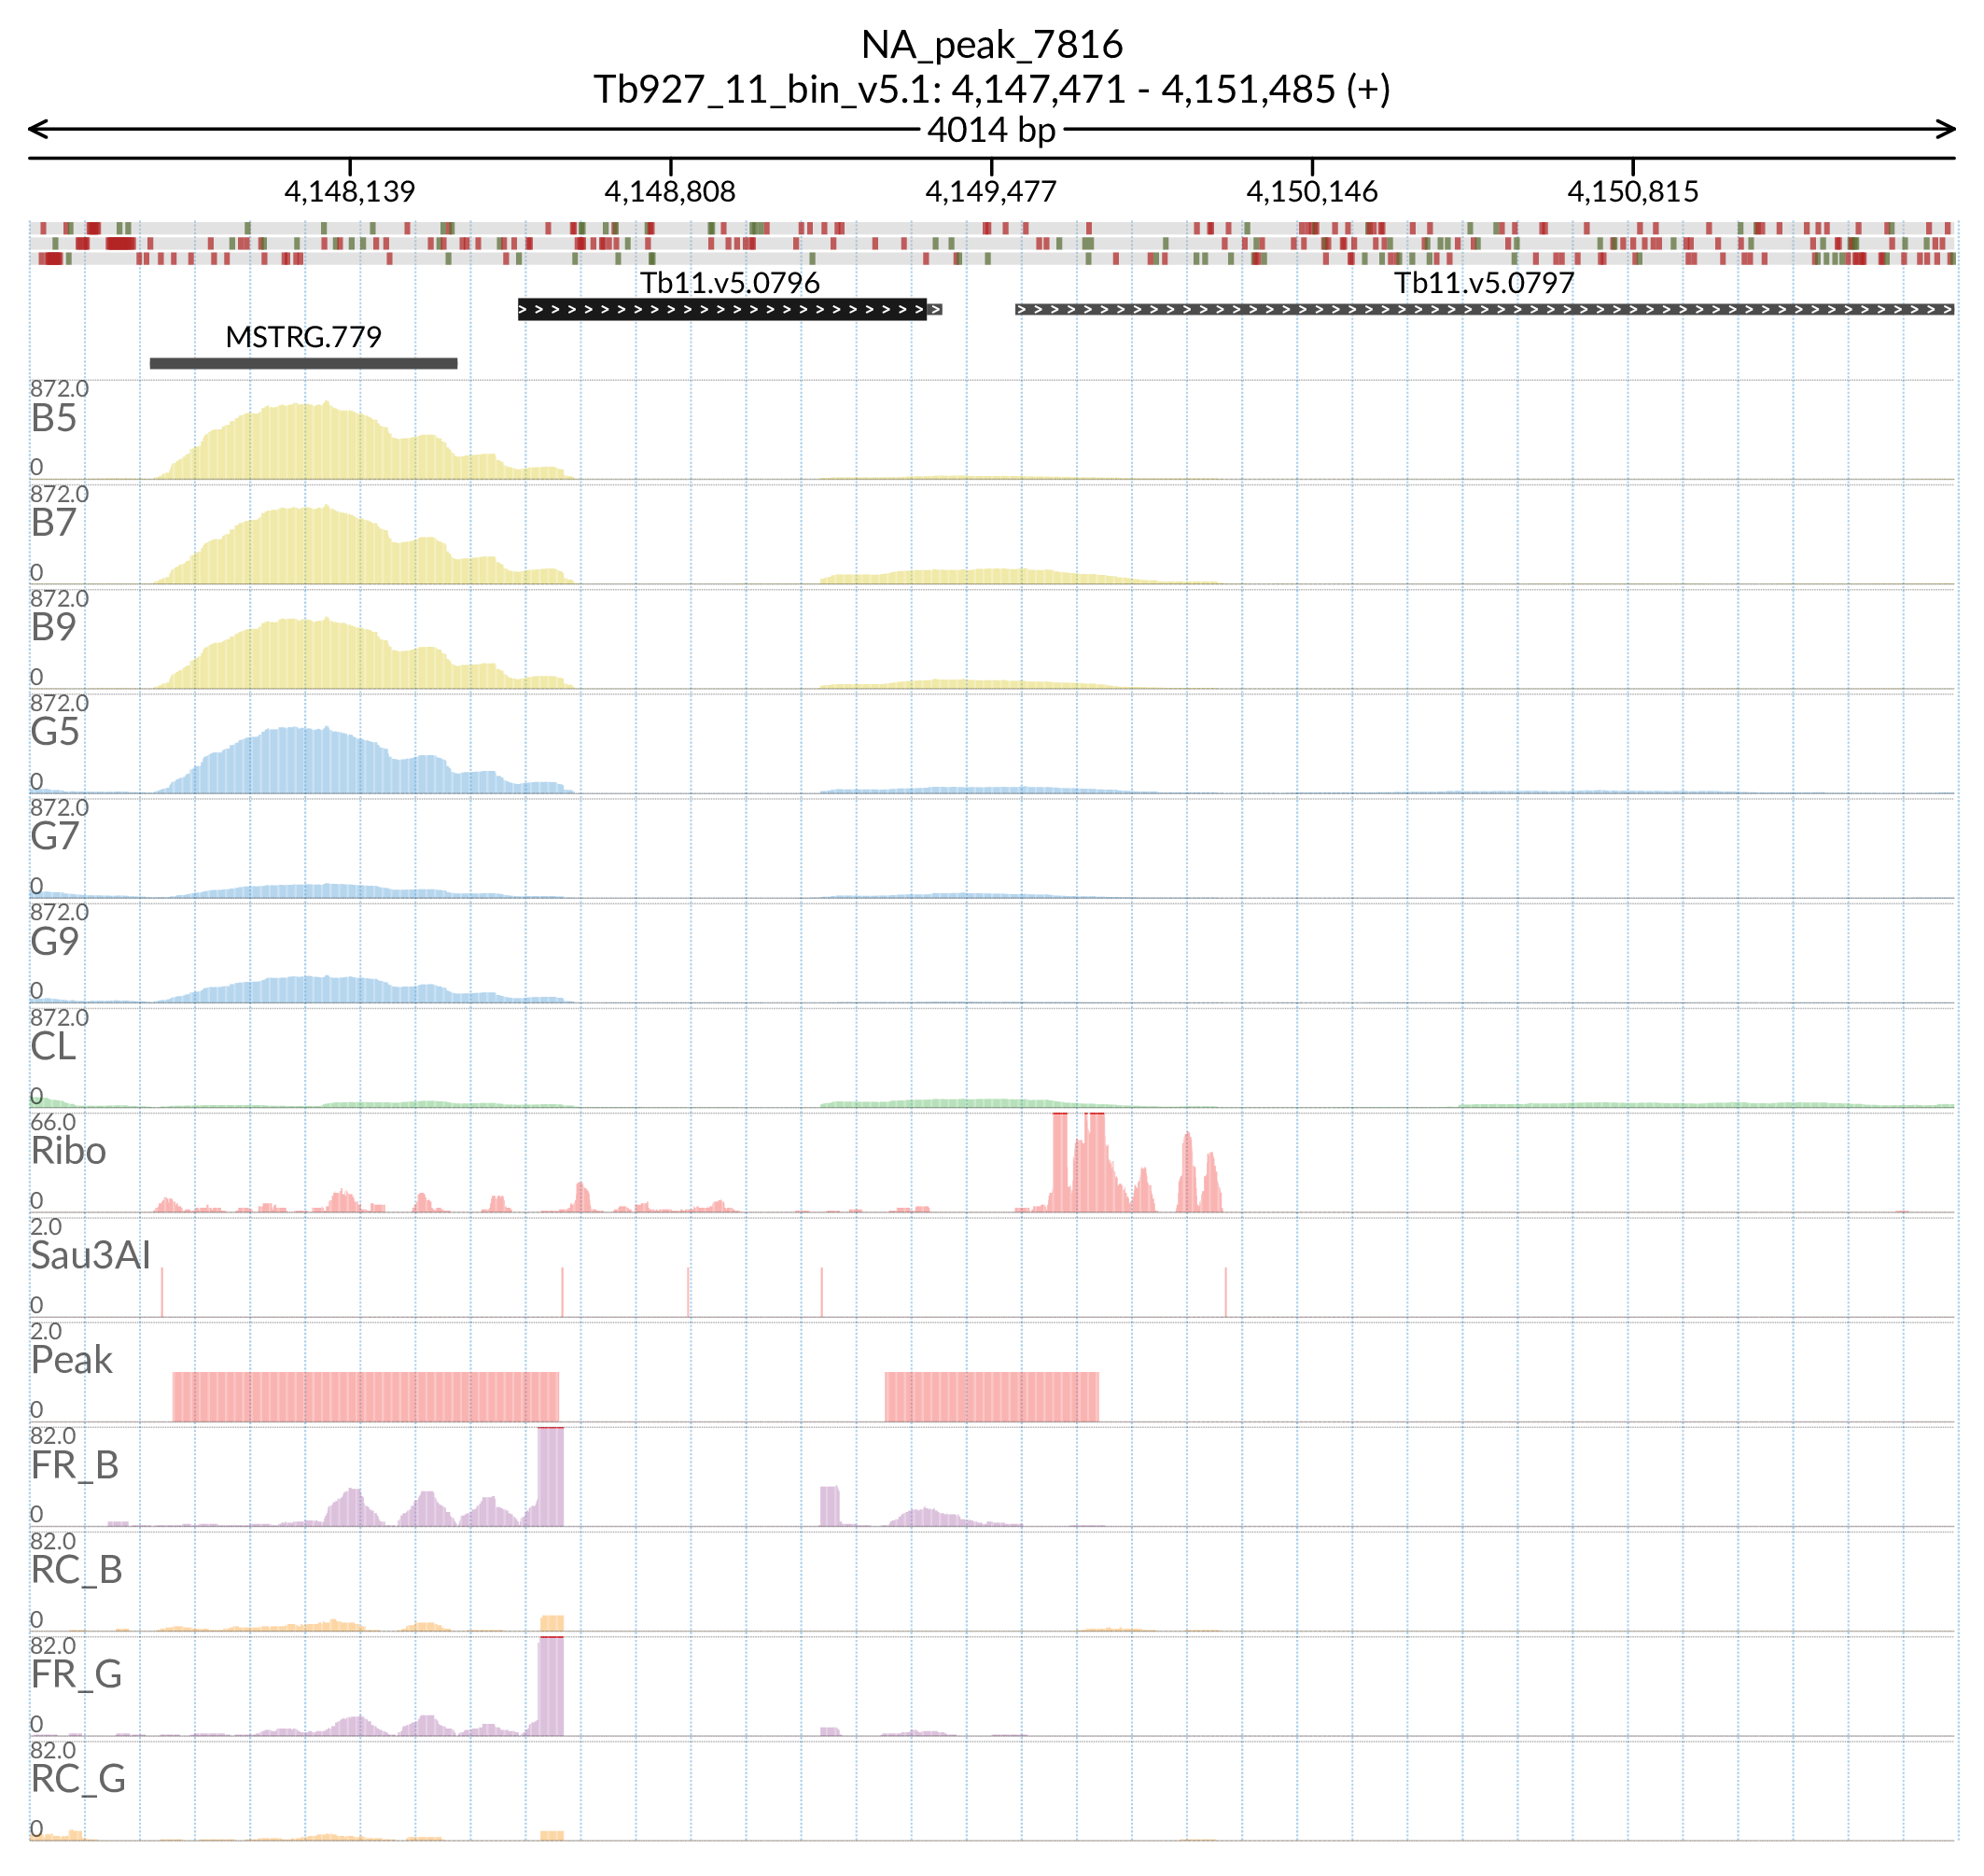 NA_peak_7816
Tb927_11_bin_v5.1: 4,147,471 - 4,151,485 (+)
4014 bp
4,148,139 4,148,808 4,149,477 4,150,146 4,150,815
Tb11.v5.0796 Tb11.v5.0797
MSTRG.779
872.0
B5
0
872.0
B7
0
872.0
B9
0
872.0
G5
0
872.0
G7
0
872.0
G9
0
872.0
CL
0
66.0
Ribo
0
2.0
Sau3AI
0
2.0
Peak
0
82.0
FR_B
0
82.0
RC_B
0
82.0
FR_G
0
82.0
RC_G
0